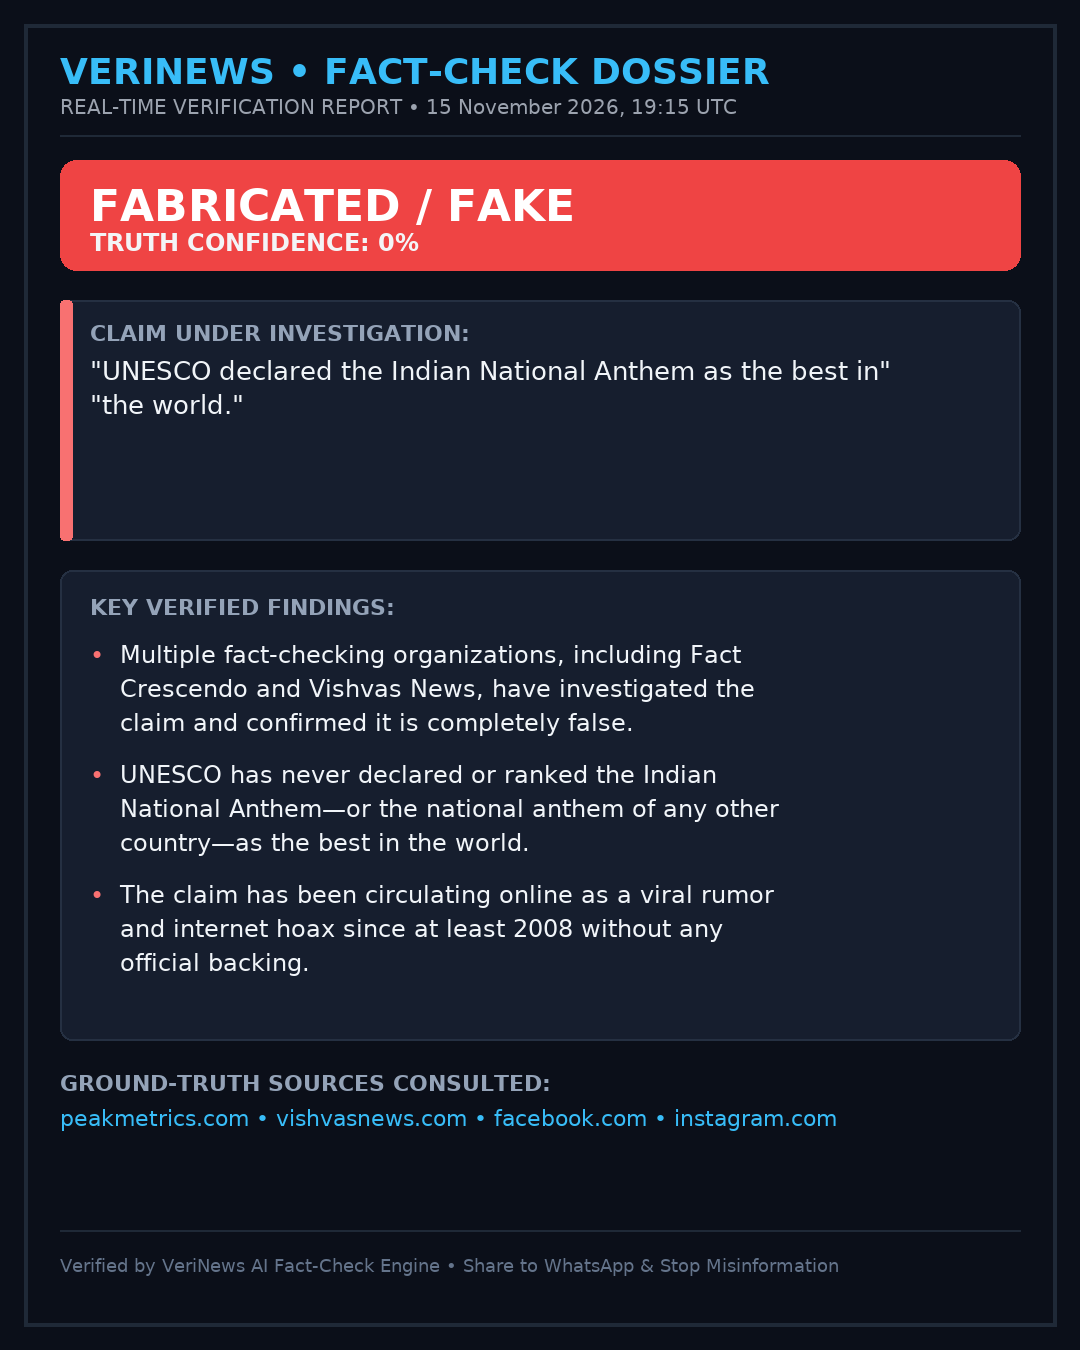 VERINEWS • FACT-CHECK DOSSIER
REAL-TIME VERIFICATION REPORT • 15 November 2026, 19:15 UTC
FABRICATED / FAKE
TRUTH CONFIDENCE: 0%
CLAIM UNDER INVESTIGATION:
"UNESCO declared the Indian National Anthem as the best in"
"the world."
KEY VERIFIED FINDINGS:
• Multiple fact-checking organizations, including Fact
Crescendo and Vishvas News, have investigated the
claim and confirmed it is completely false.
• UNESCO has never declared or ranked the Indian
National Anthem—or the national anthem of any other
country—as the best in the world.
• The claim has been circulating online as a viral rumor
and internet hoax since at least 2008 without any
official backing.
GROUND-TRUTH SOURCES CONSULTED:
peakmetrics.com • vishvasnews.com • facebook.com • instagram.com
Verified by VeriNews AI Fact-Check Engine • Share to WhatsApp & Stop Misinformation